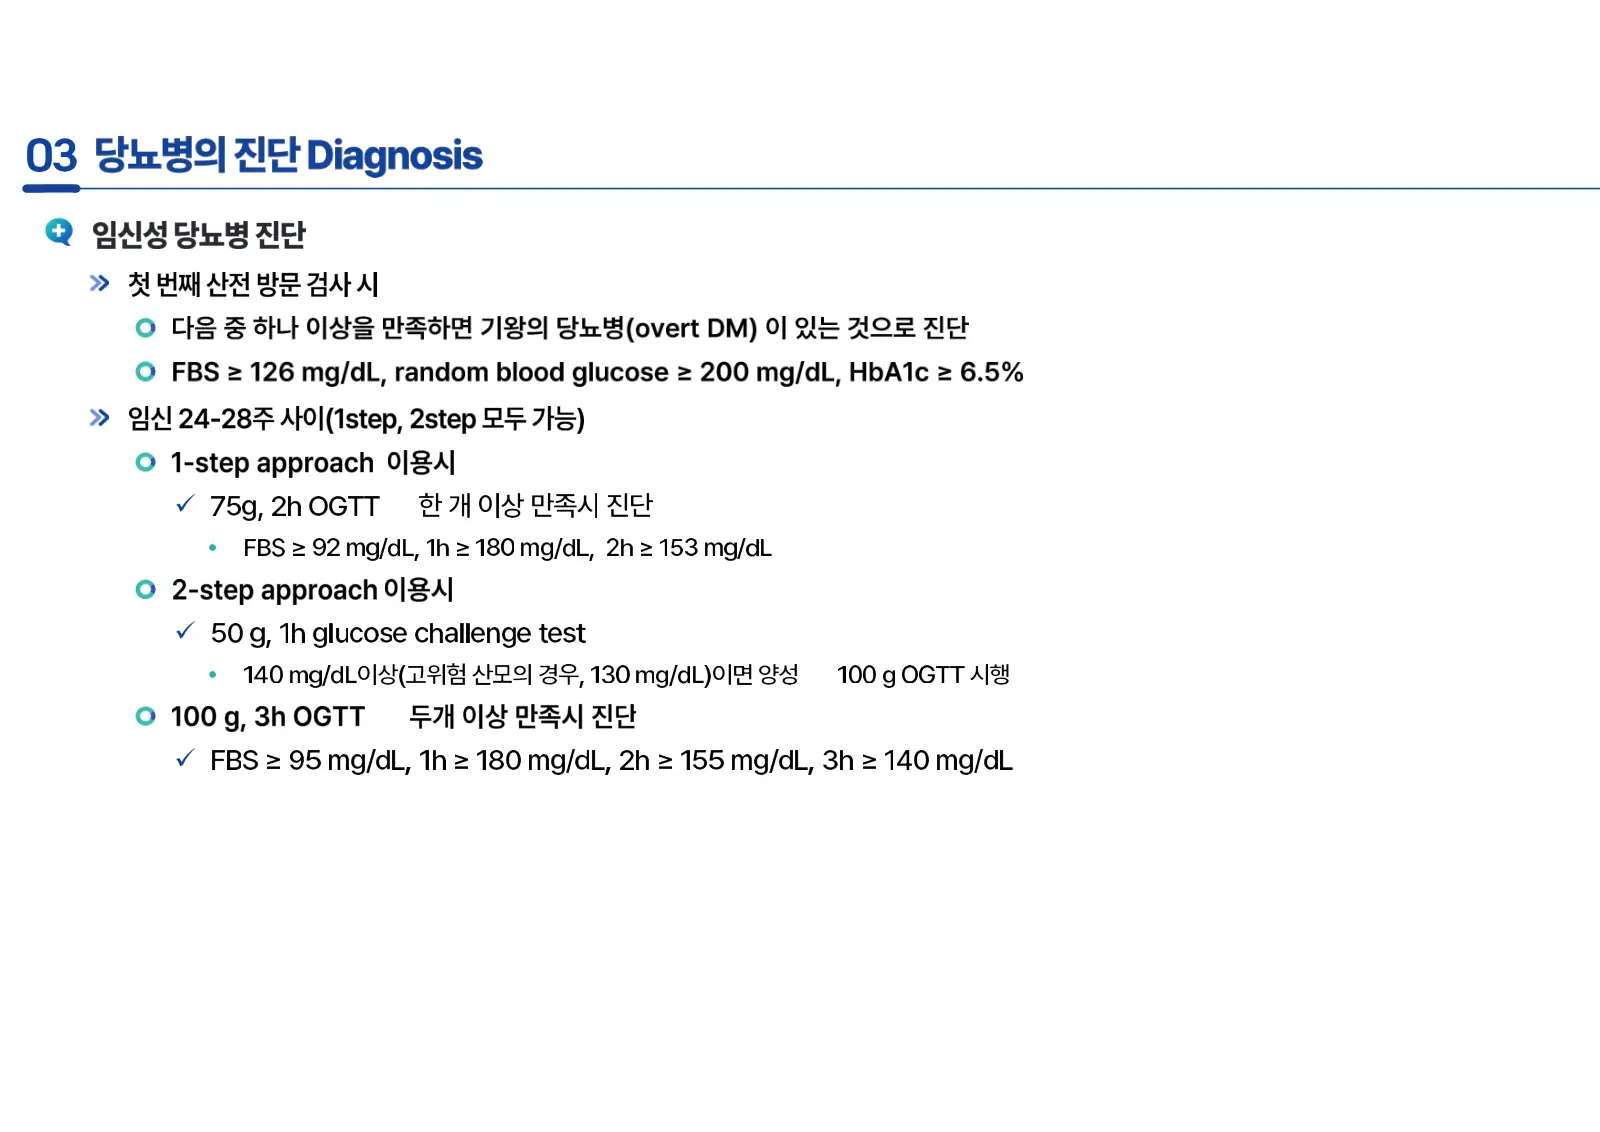 03 당뇨병의 진단 Diagnosis
임신성 당뇨병 진단
첫 번째 산전 방문 검사 시
다음 중 하나 이상을 만족하면 기왕의 당뇨병(overt DM) 이 있는 것으로 진단
FBS ≥ 126 mg/dL, random blood glucose ≥ 200 mg/dL, HbA1c ≥ 6.5%
임신 24-28주 사이(1step, 2step 모두 가능)
1-step approach 이용시
✓ 75g, 2h OGTT 한 개 이상 만족시 진단
• FBS ≥ 92 mg/dL, 1h ≥ 180 mg/dL, 2h ≥ 153 mg/dL
2-step approach 이용시
✓ 50 g, 1h glucose challenge test
• 140 mg/dL이상(고위험 산모의 경우, 130 mg/dL)이면 양성 100 g OGTT 시행
100 g, 3h OGTT 두개 이상 만족시 진단
✓ FBS ≥ 95 mg/dL, 1h ≥ 180 mg/dL, 2h ≥ 155 mg/dL, 3h ≥ 140 mg/dL